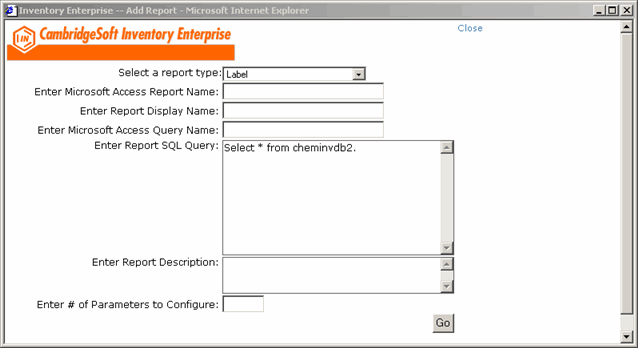 Inventory Enterprise -- Add Report - Microsoft Internet Explorer
Close
IN CambridgeSoft Inventory Enterprise
Select a report type: Label
Enter Microsoft Access Report Name:
Enter Report Display Name:
Enter Microsoft Access Query Name:
Enter Report SQL Query: Select * from cheminvdb2.
Enter Report Description:
Enter # of Parameters to Configure:
Go